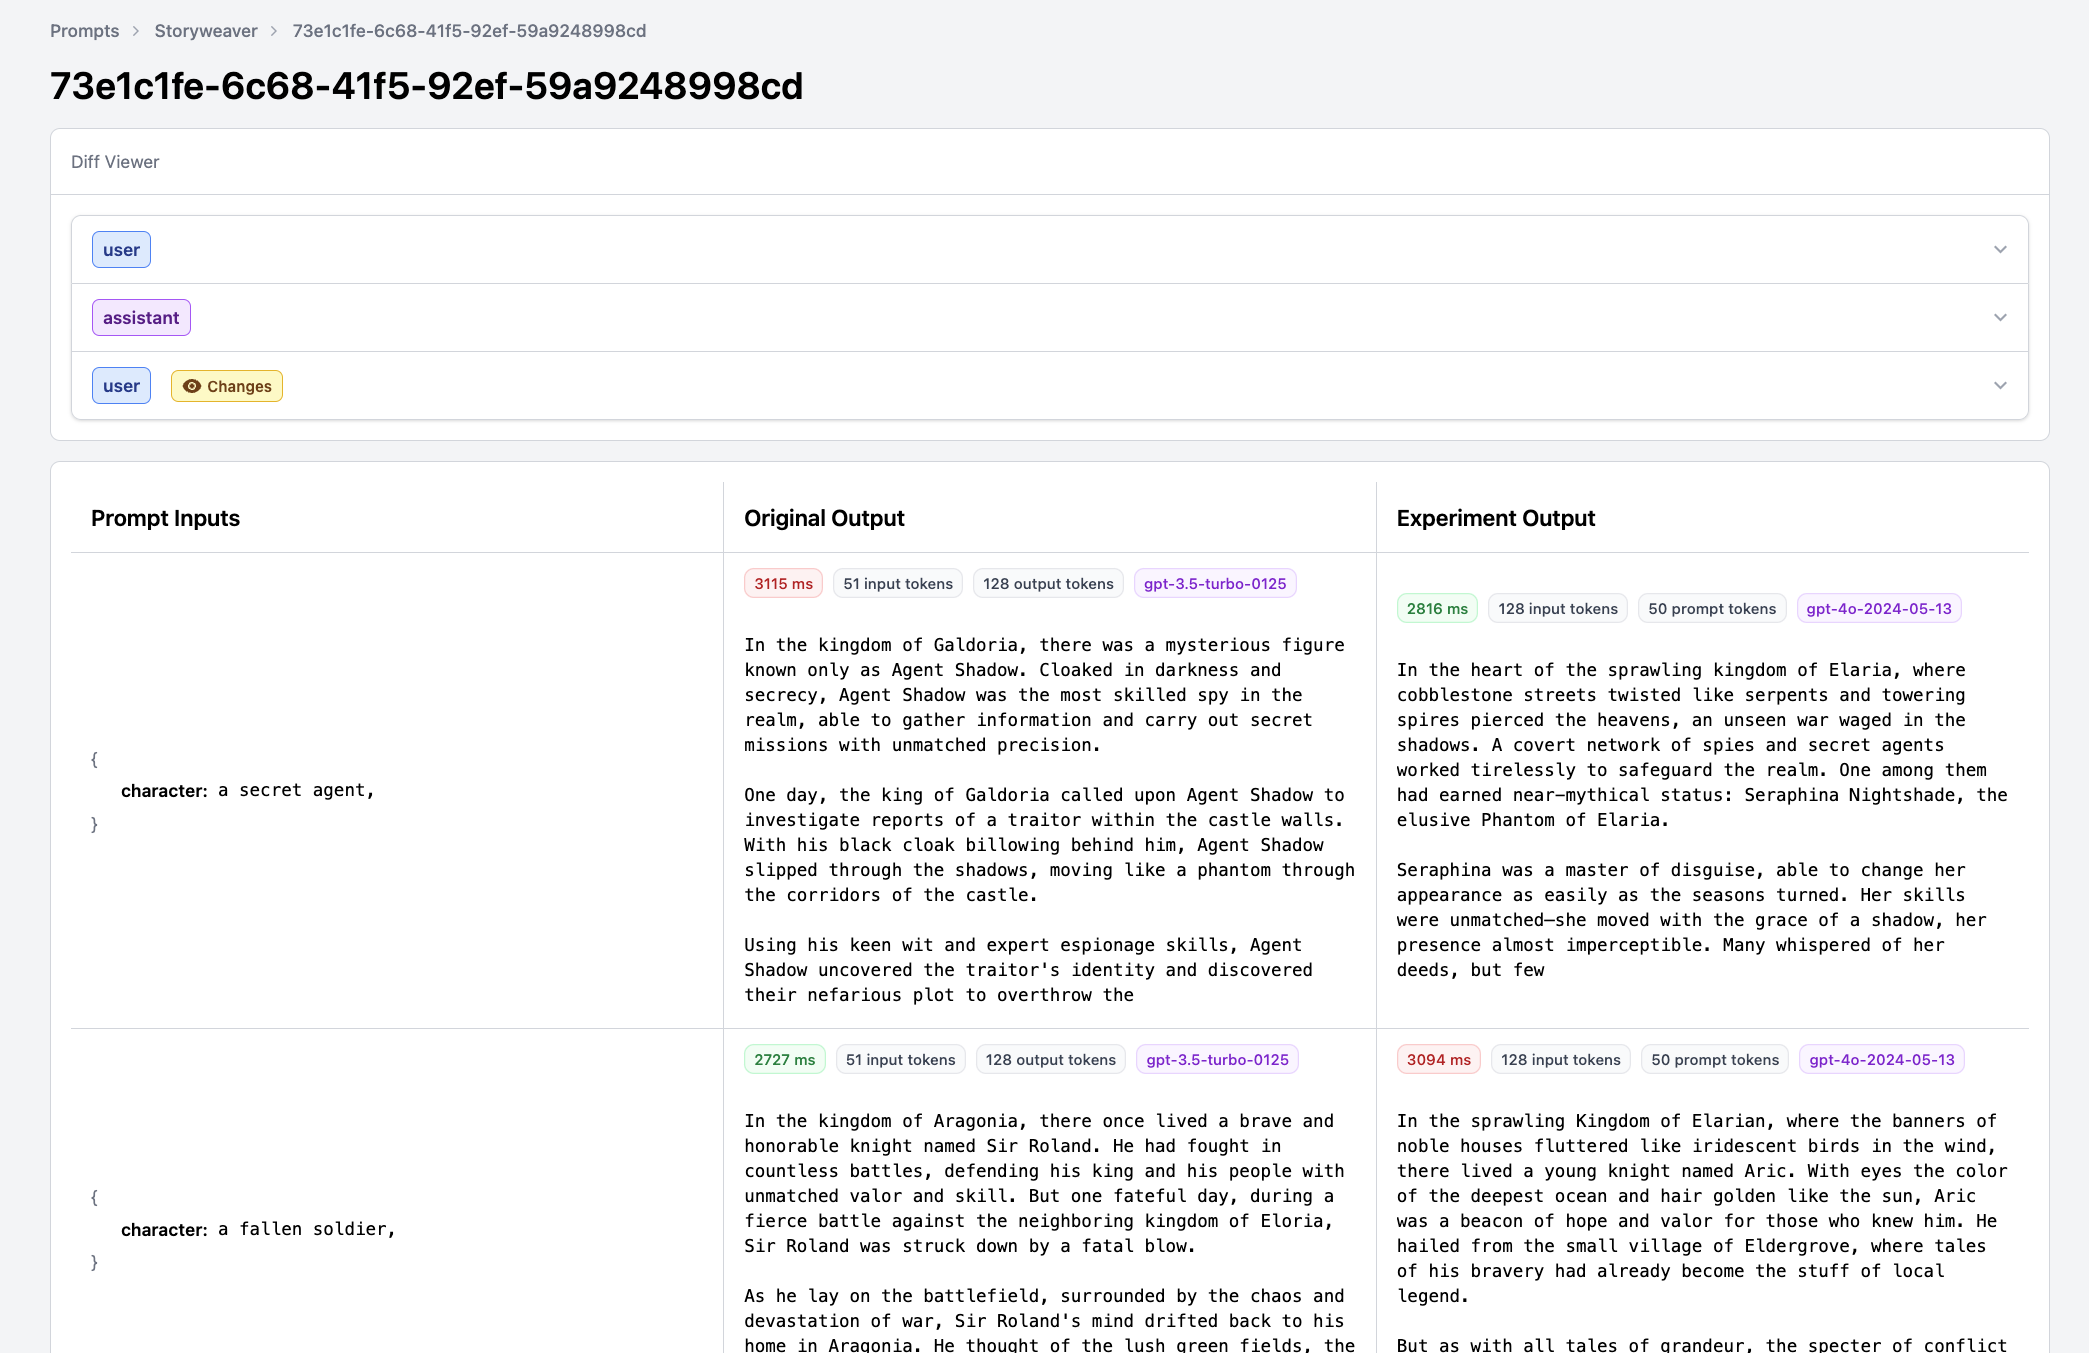 Prompts > Storyweaver > 73e1c1fe-6c68-41f5-92ef-59a9248998cd
73e1c1fe-6c68-41f5-92ef-59a9248998cd
Diff Viewer
user
assistant
user Changes
Prompt Inputs
Original Output
Experiment Output
{
character: a secret agent,
}
3115 ms 51 input tokens 128 output tokens gpt-3.5-turbo-0125
In the kingdom of Galdoria, there was a mysterious figure
known only as Agent Shadow. Cloaked in darkness and
secrecy, Agent Shadow was the most skilled spy in the
realm, able to gather information and carry out secret
missions with unmatched precision.
One day, the king of Galdoria called upon Agent Shadow to
investigate reports of a traitor within the castle walls.
With his black cloak billowing behind him, Agent Shadow
slipped through the shadows, moving like a phantom through
the corridors of the castle.
Using his keen wit and expert espionage skills, Agent
Shadow uncovered the traitor's identity and discovered
their nefarious plot to overthrow the
2816 ms 128 input tokens 50 prompt tokens gpt-4o-2024-05-13
In the heart of the sprawling kingdom of Elaria, where
cobblestone streets twisted like serpents and towering
spires pierced the heavens, an unseen war waged in the
shadows. A covert network of spies and secret agents
worked tirelessly to safeguard the realm. One among them
had earned near-mythical status: Seraphina Nightshade, the
elusive Phantom of Elaria.
Seraphina was a master of disguise, able to change her
appearance as easily as the seasons turned. Her skills
were unmatched—she moved with the grace of a shadow, her
presence almost imperceptible. Many whispered of her
deeds, but few
{
character: a fallen soldier,
}
2727 ms 51 input tokens 128 output tokens gpt-3.5-turbo-0125
In the kingdom of Aragonia, there once lived a brave and
honorable knight named Sir Roland. He had fought in
countless battles, defending his king and his people with
unmatched valor and skill. But one fateful day, during a
fierce battle against the neighboring kingdom of Eloria,
Sir Roland was struck down by a fatal blow.
As he lay on the battlefield, surrounded by the chaos and
devastation of war, Sir Roland's mind drifted back to his
home in Aragonia. He thought of the lush green fields, the
3094 ms 128 input tokens 50 prompt tokens gpt-4o-2024-05-13
In the sprawling Kingdom of Elarian, where the banners of
noble houses fluttered like iridescent birds in the wind,
there lived a young knight named Aric. With eyes the color
of the deepest ocean and hair golden like the sun, Aric
was a beacon of hope and valor for those who knew him. He
hailed from the small village of Eldergrove, where tales
of his bravery had already become the stuff of local
legend.
But as with all tales of grandeur, the specter of conflict